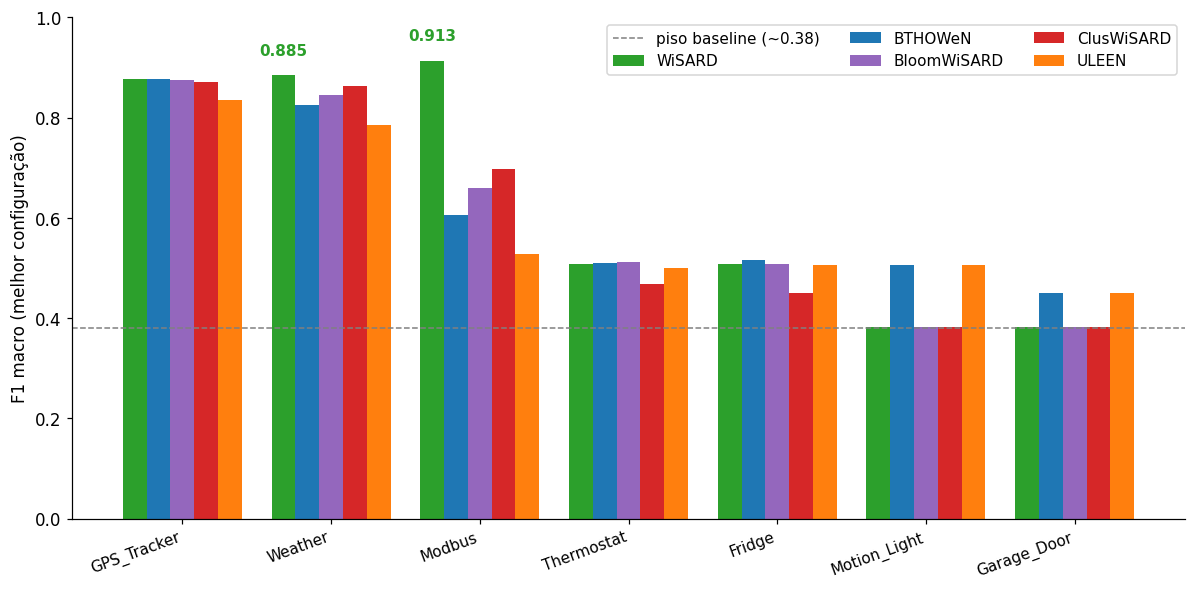 F1 macro (melhor configuração)
1.0
0.8
0.6
0.4
0.2
0.0
0.885
0.913
piso baseline (~0.38)
WiSARD
BTHOWeN
BloomWiSARD
ClusWiSARD
ULEEN
GPS_Tracker
Weather
Modbus
Thermostat
Fridge
Motion_Light
Garage_Door